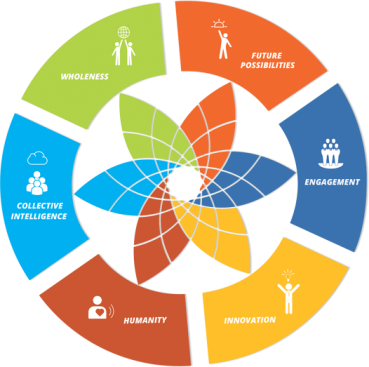 WHOLENESS
FUTURE
POSSIBILITIES
ENGAGEMENT
INNOVATION
HUMANITY
COLLECTIVE
INTELLIGENCE